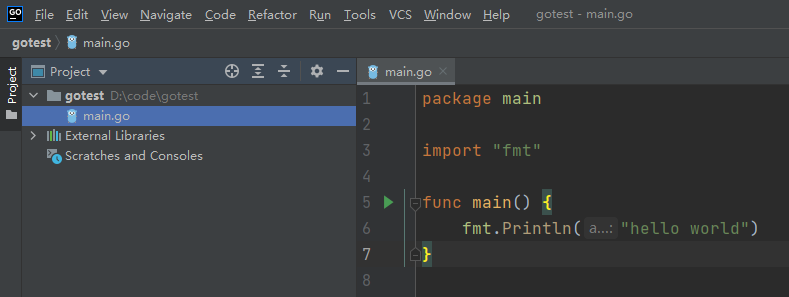 GO File Edit View Navigate Code Refactor Run Tools VCS Window Help gotest - main.go
gotest main.go
Project
Project
gotest D:\code\gotest
main.go
External Libraries
Scratches and Consoles
main.go
1 package main
2
3 import "fmt"
4
5 func main() {
6 fmt.Println( a...: "hello world")
7 }
8